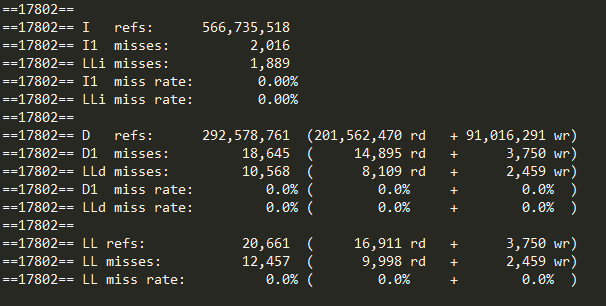 ==17802==
==17802== I   refs:      566,735,518
==17802== I1  misses:          2,016
==17802== LLi misses:          1,889
==17802== I1  miss rate:        0.00%
==17802== LLi miss rate:        0.00%
==17802==
==17802== D   refs:      292,578,761  (201,562,470 rd   + 91,016,291 wr)
==17802== D1  misses:         18,645  (     14,895 rd   +      3,750 wr)
==17802== LLd misses:         10,568  (      8,109 rd   +      2,459 wr)
==17802== D1  miss rate:         0.0% (        0.0%     +        0.0%  )
==17802== LLd miss rate:         0.0% (        0.0%     +        0.0%  )
==17802==
==17802== LL refs:            20,661  (     16,911 rd   +      3,750 wr)
==17802== LL misses:          12,457  (      9,998 rd   +      2,459 wr)
==17802== LL miss rate:          0.0% (        0.0%     +        0.0%  )